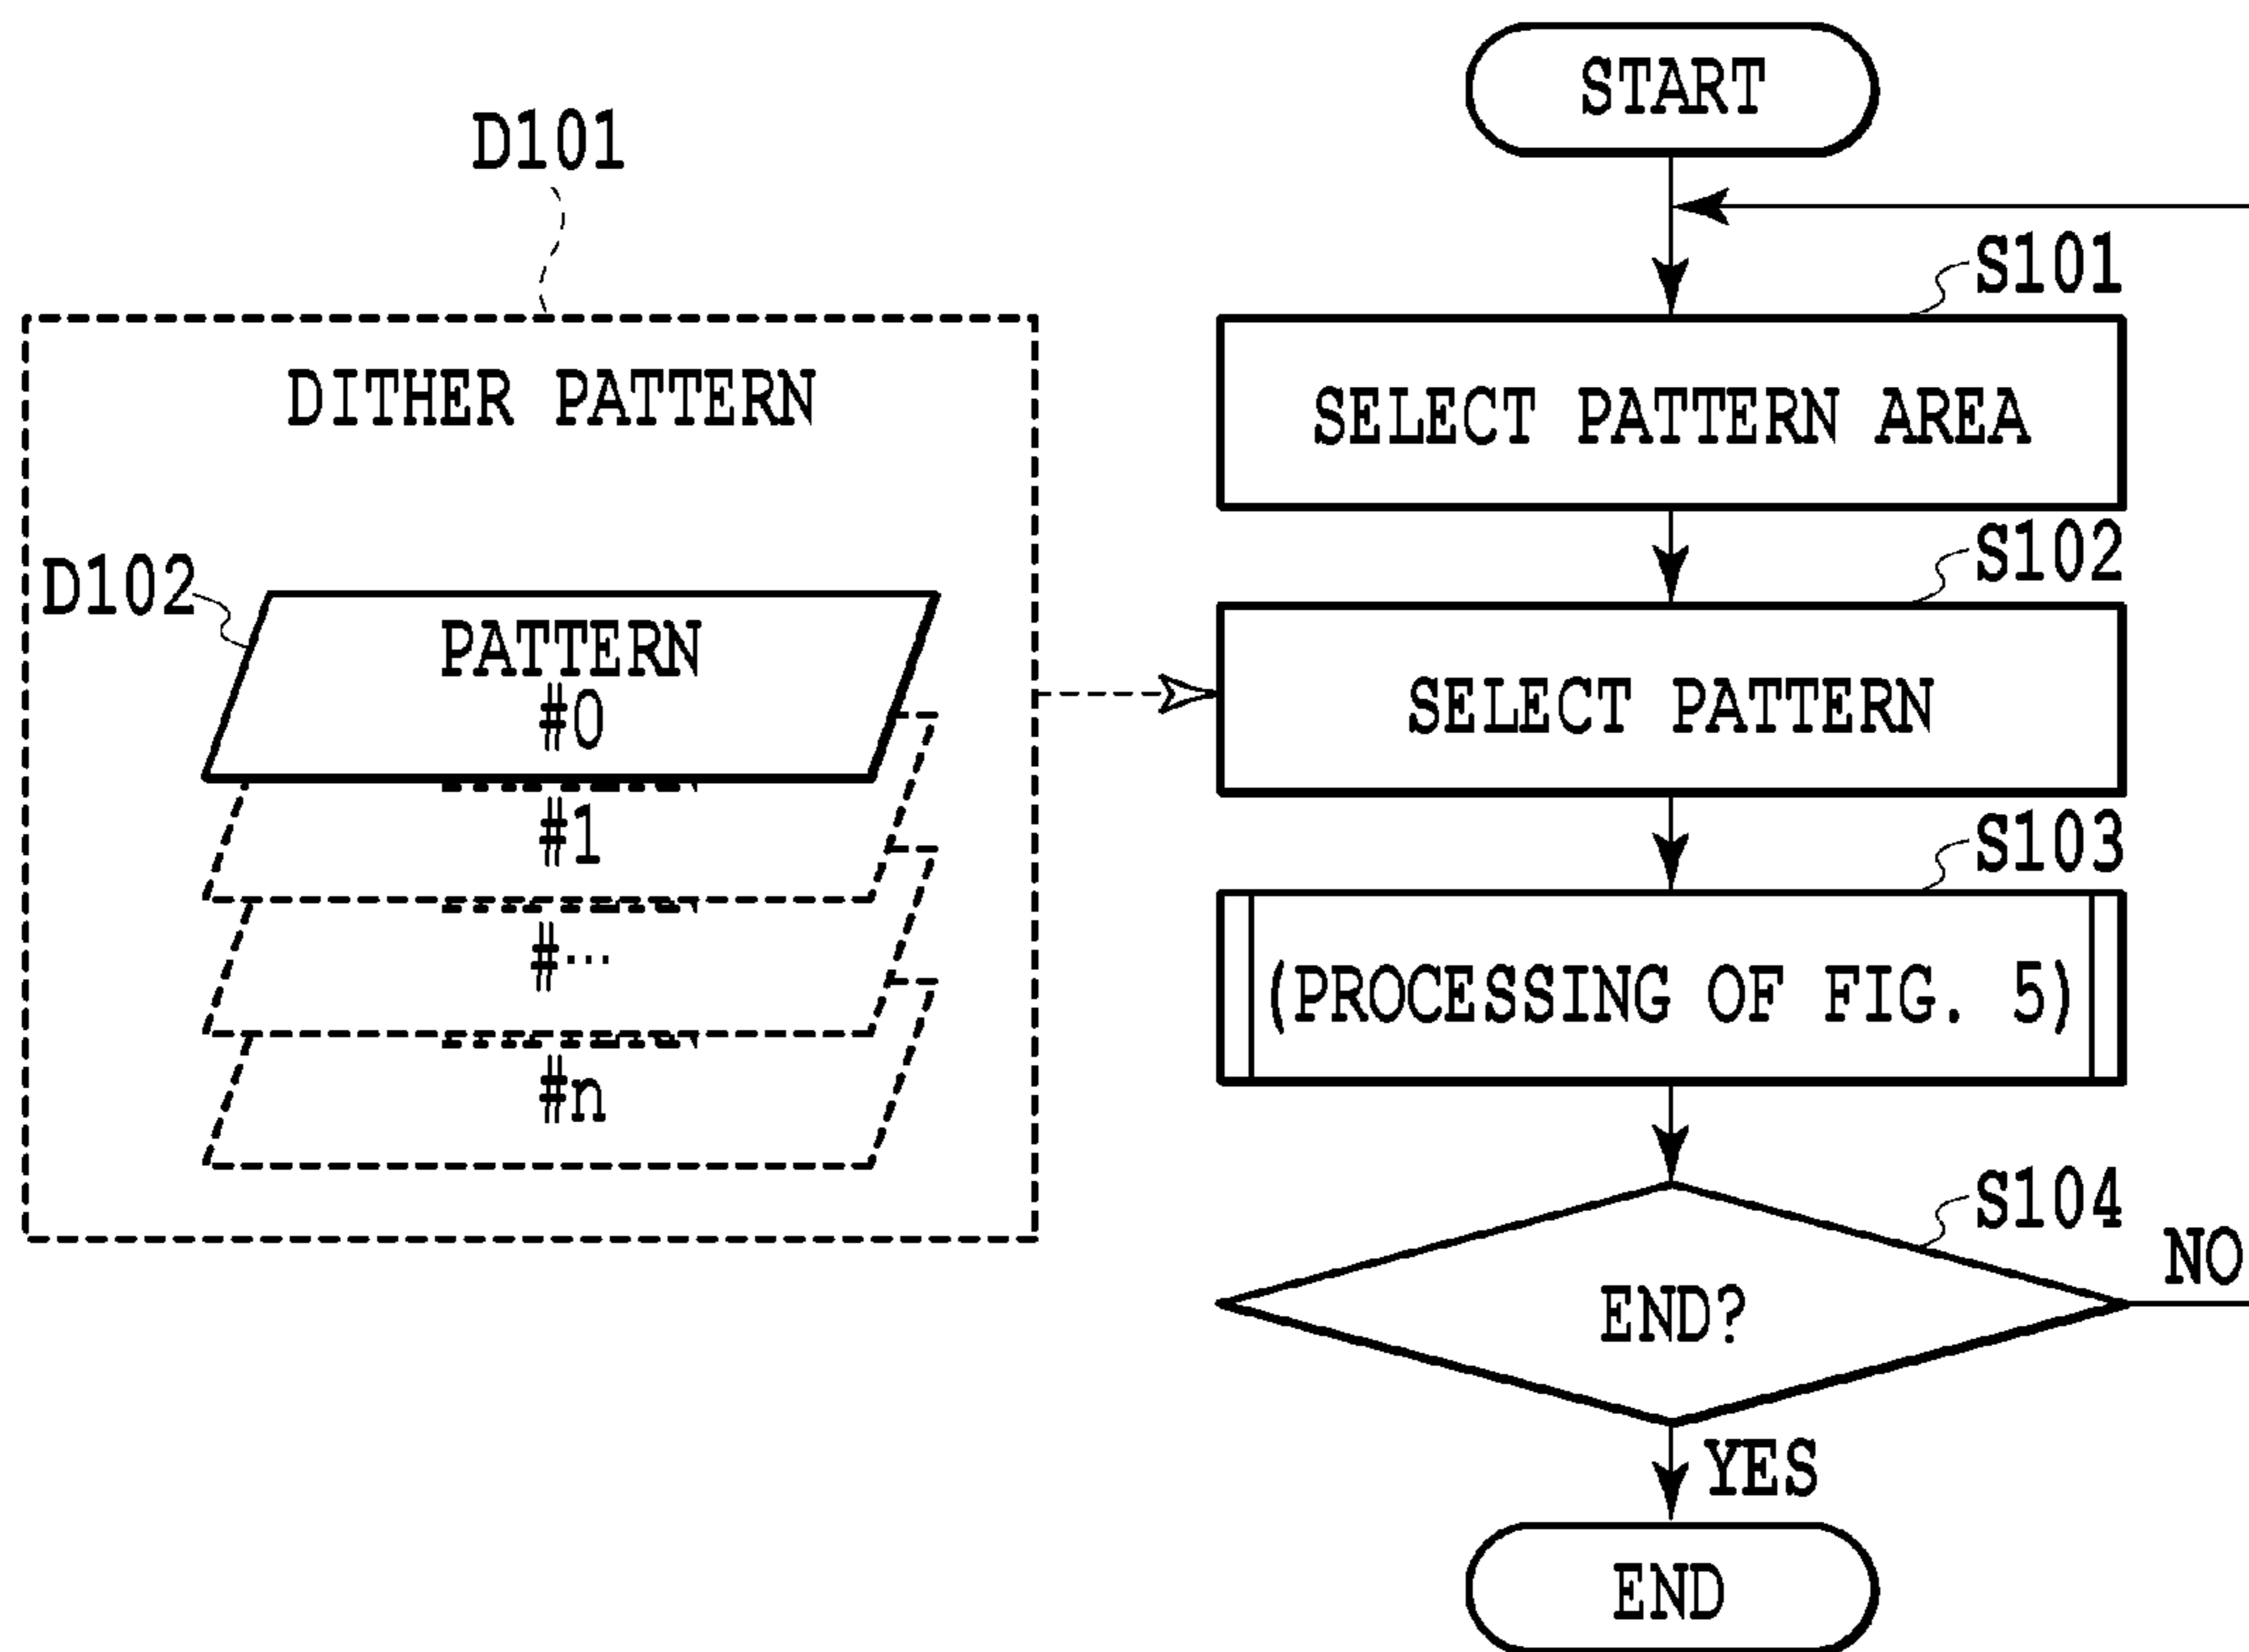 START
D101
S101
DITHER PATTERN
SELECT PATTERN AREA
S102
D102
PATTERN
#0
SELECT PATTERN
#1
S103
#···
(PROCESSING OF FIG. 5)
#n
S104
NO
END?
YES
END